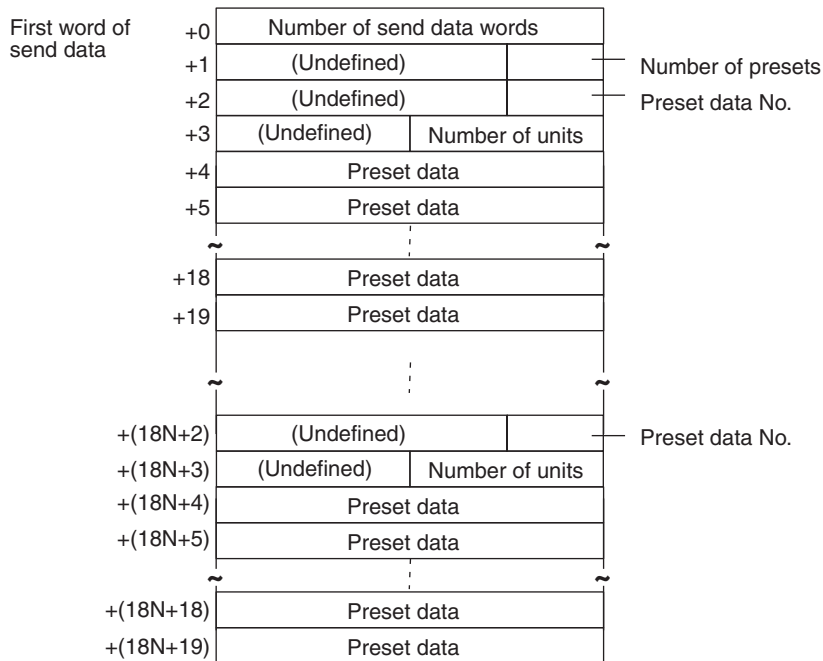 First word of
send data
+0 Number of send data words
+1 (Undefined) Number of presets
+2 (Undefined) Preset data No.
+3 (Undefined) Number of units
+4 Preset data
+5 Preset data
~ ~
+18 Preset data
+19 Preset data
~ ~
+(18N+2) (Undefined) Preset data No.
+(18N+3) (Undefined) Number of units
+(18N+4) Preset data
+(18N+5) Preset data
~ ~
+(18N+18) Preset data
+(18N+19) Preset data